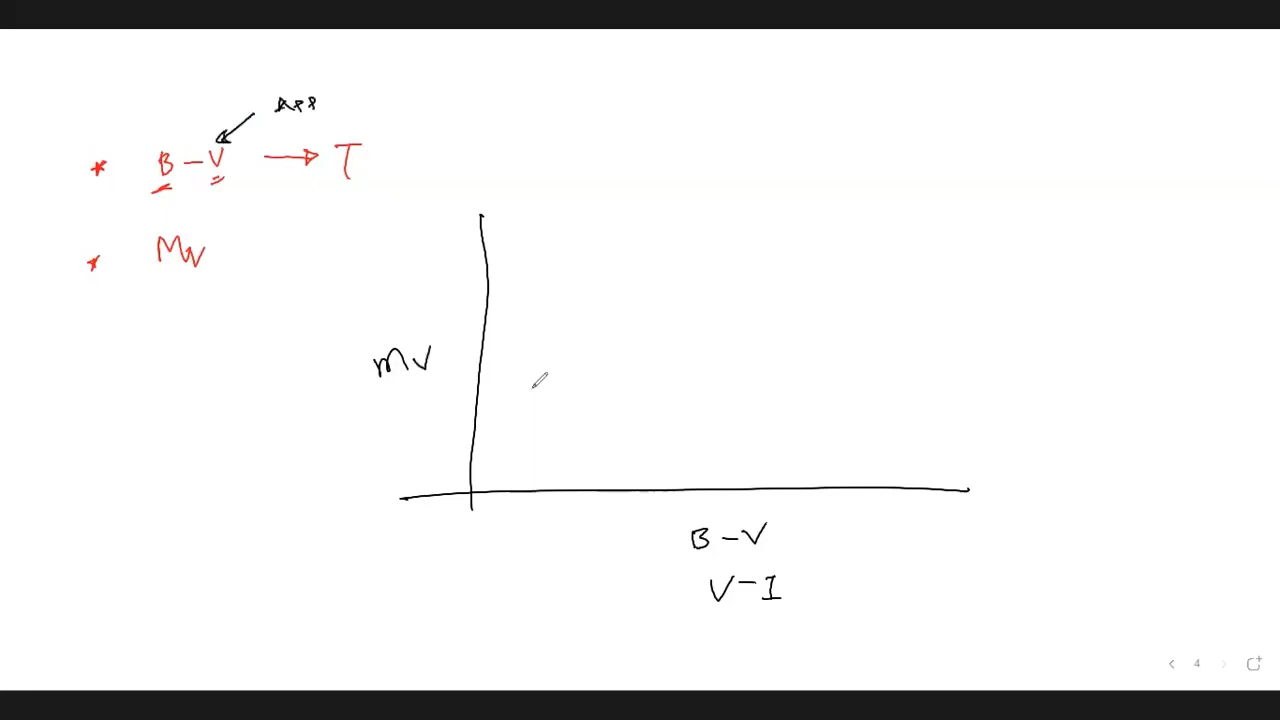 * B - V → T
* MV
mV
B - V
V - I
4